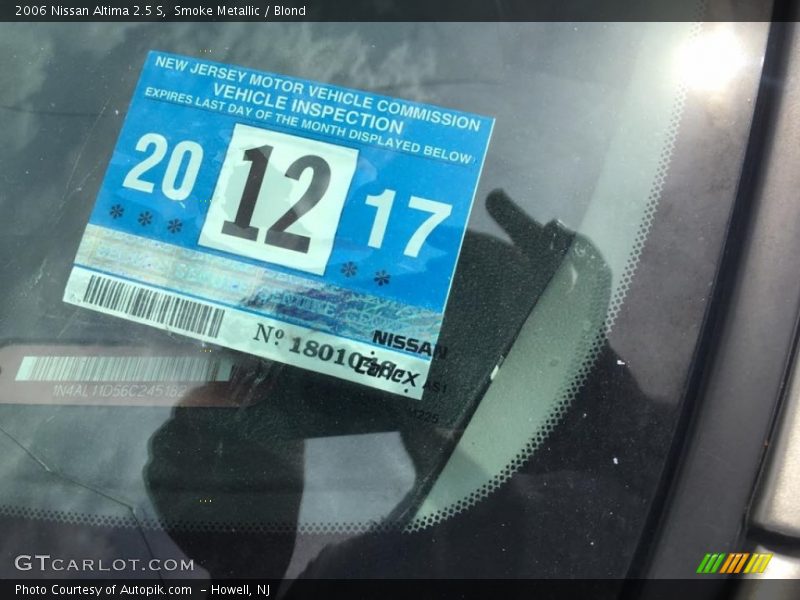 2006 Nissan Altima 2.5 S, Smoke Metallic / Blond
NEW JERSEY MOTOR VEHICLE COMMISSION
VEHICLE INSPECTION
EXPIRES LAST DAY OF THE MONTH DISPLAYED BELOW
20 12 17
* * * * *
Nº
NISSAN
GTCARLOT.COM
Photo Courtesy of Autopik.com – Howell, NJ